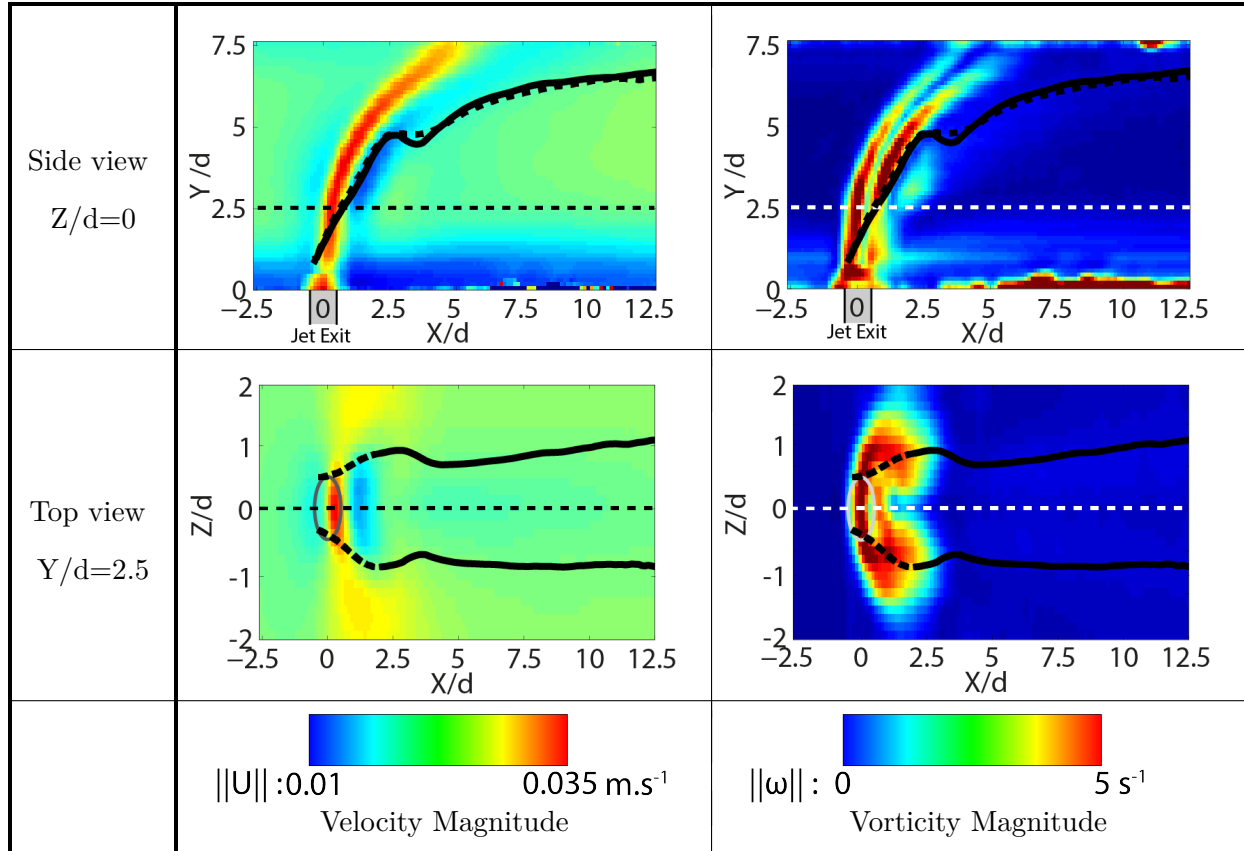 Side view
Z/d=0
7.5
5
2.5
0
Y/d
−2.5 0 2.5 5 7.5 10 12.5
Jet Exit
X/d
7.5
5
2.5
0
Y/d
−2.5 0 2.5 5 7.5 10 12.5
Jet Exit
X/d
Top view
Y/d=2.5
2
1
0
-1
-2
Z/d
−2.5 0 2.5 5 7.5 10 12.5
X/d
2
1
0
-1
-2
Z/d
−2.5 0 2.5 5 7.5 10 12.5
X/d
||U|| : 0.01 0.035 m.s⁻¹
Velocity Magnitude
||ω|| : 0 5 s⁻¹
Vorticity Magnitude